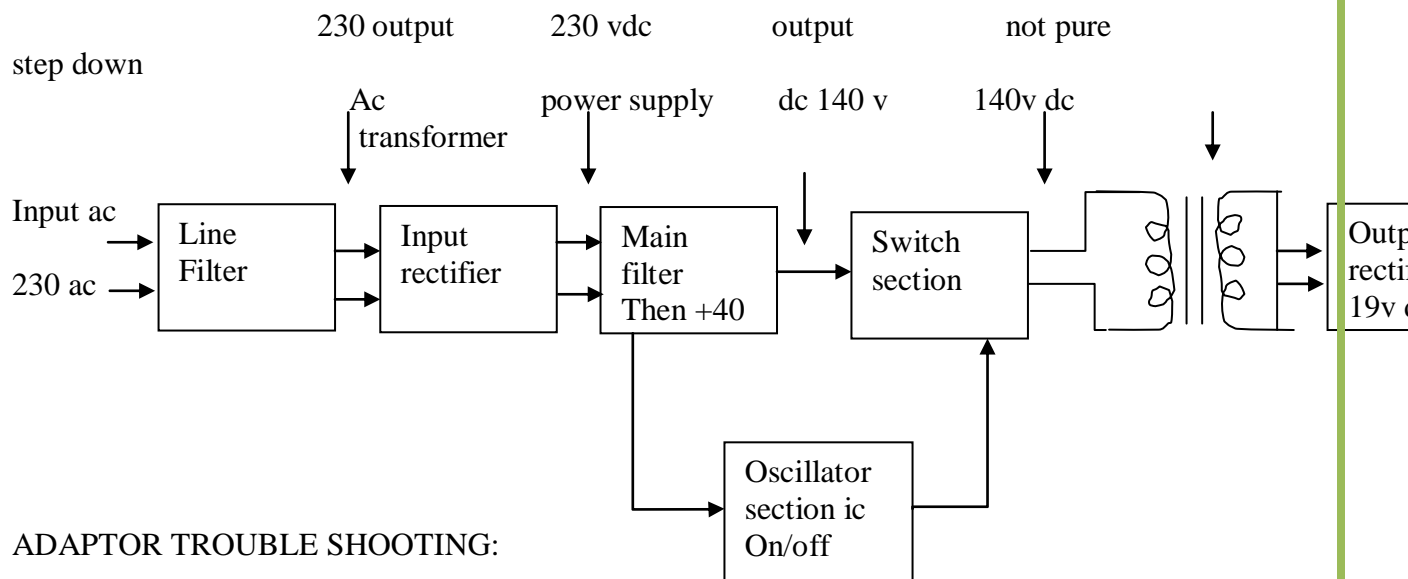 230 output 230 vdc output not pure
step down
Ac power supply dc 140 v 140v dc
transformer
Input ac
230 ac
Line
Filter
Input
rectifier
Main
filter
Then +40
Switch
section
19v
Oscillator
section ic
On/off
ADAPTOR TROUBLE SHOOTING: